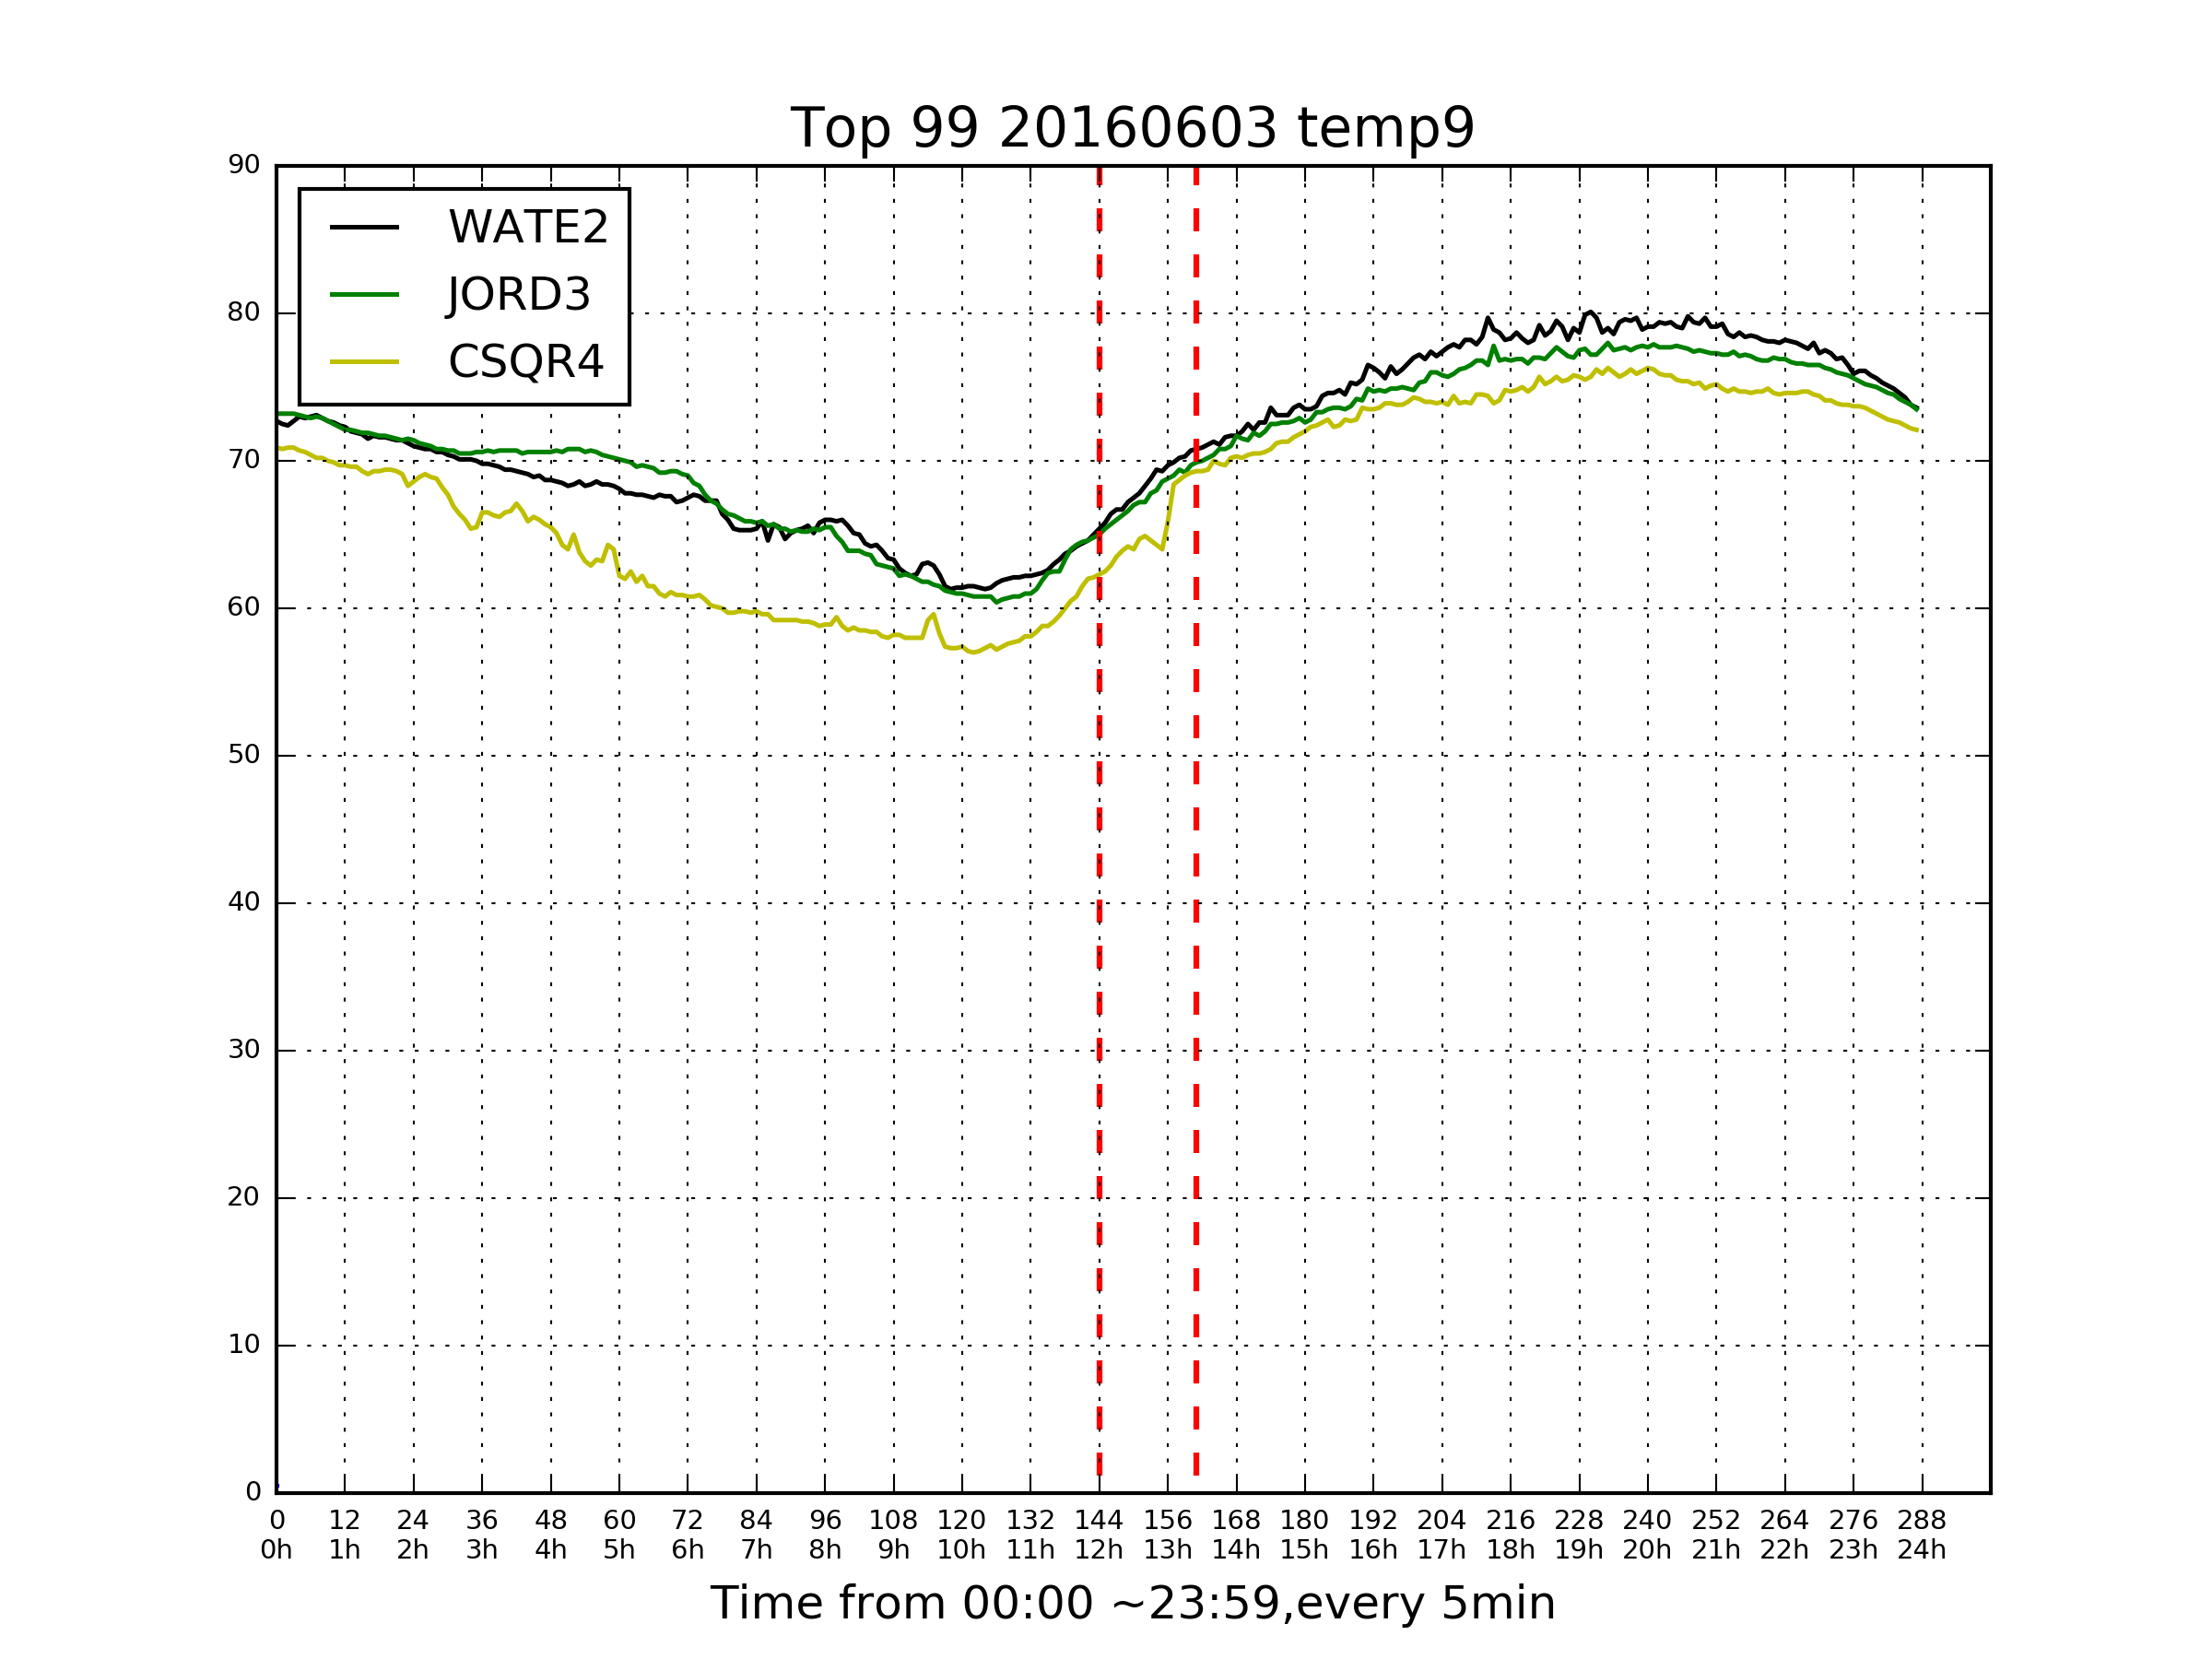 Top 99 20160603 temp9
90
80
70
60
50
40
30
20
10
0
WATE2
JORD3
CSQR4
0 12 24 36 48 60 72 84 96 108 120 132 144 156 168 180 192 204 216 228 240 252 264 276 288
0h 1h 2h 3h 4h 5h 6h 7h 8h 9h 10h 11h 12h 13h 14h 15h 16h 17h 18h 19h 20h 21h 22h 23h 24h
Time from 00:00 ~23:59,every 5min